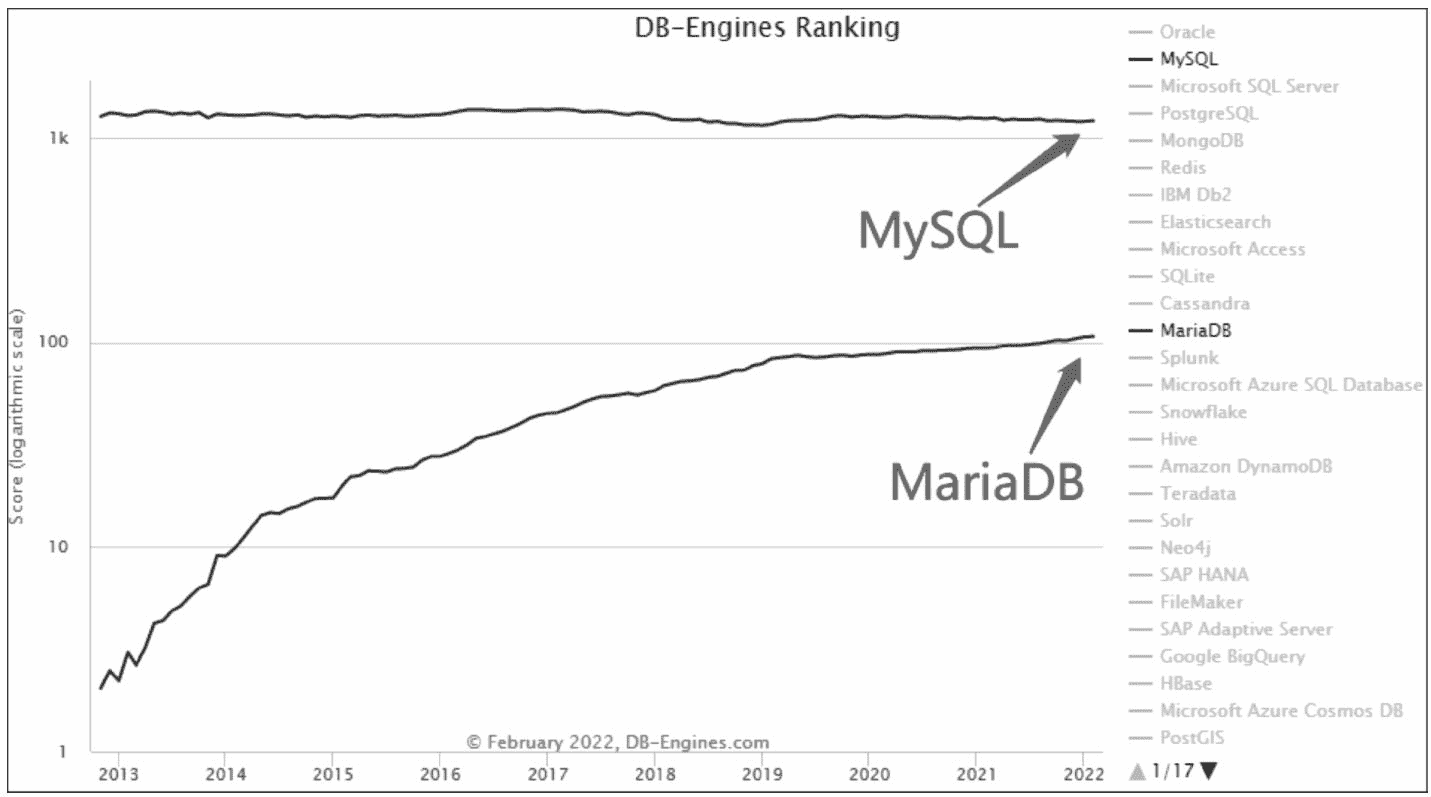 DB-Engines Ranking
Score (logarithmic scale)
1k
100
10
1
MySQL
MariaDB
© February 2022, DB-Engines.com
2013 2014 2015 2016 2017 2018 2019 2020 2021 2022
Oracle
MySQL
Microsoft SQL Server
PostgreSQL
MongoDB
Redis
IBM Db2
Elasticsearch
Microsoft Access
SQLite
Cassandra
MariaDB
Splunk
Microsoft Azure SQL Database
Snowflake
Hive
Amazon DynamoDB
Teradata
Solr
Neo4j
SAP HANA
FileMaker
SAP Adaptive Server
Google BigQuery
HBase
Microsoft Azure Cosmos DB
PostGIS
1/17